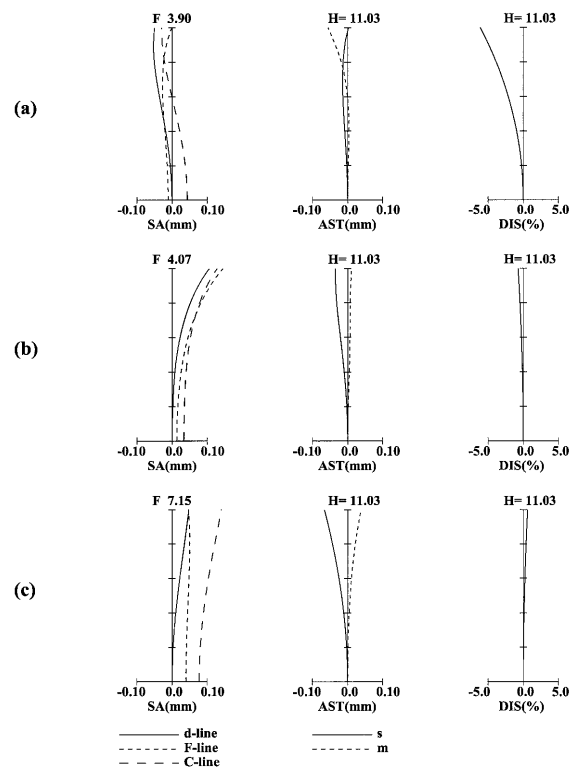 F 3.90 H= 11.03 H= 11.03
(a)
-0.10 0.0 0.10 -0.10 0.0 0.10 -5.0 0.0 5.0
SA(mm) AST(mm) DIS(%)
F 4.07 H= 11.03 H= 11.03
(b)
-0.10 0.0 0.10 -0.10 0.0 0.10 -5.0 0.0 5.0
SA(mm) AST(mm) DIS(%)
F 7.15 H= 11.03 H= 11.03
(c)
-0.10 0.0 0.10 -0.10 0.0 0.10 -5.0 0.0 5.0
SA(mm) AST(mm) DIS(%)
d-line s
F-line m
C-line